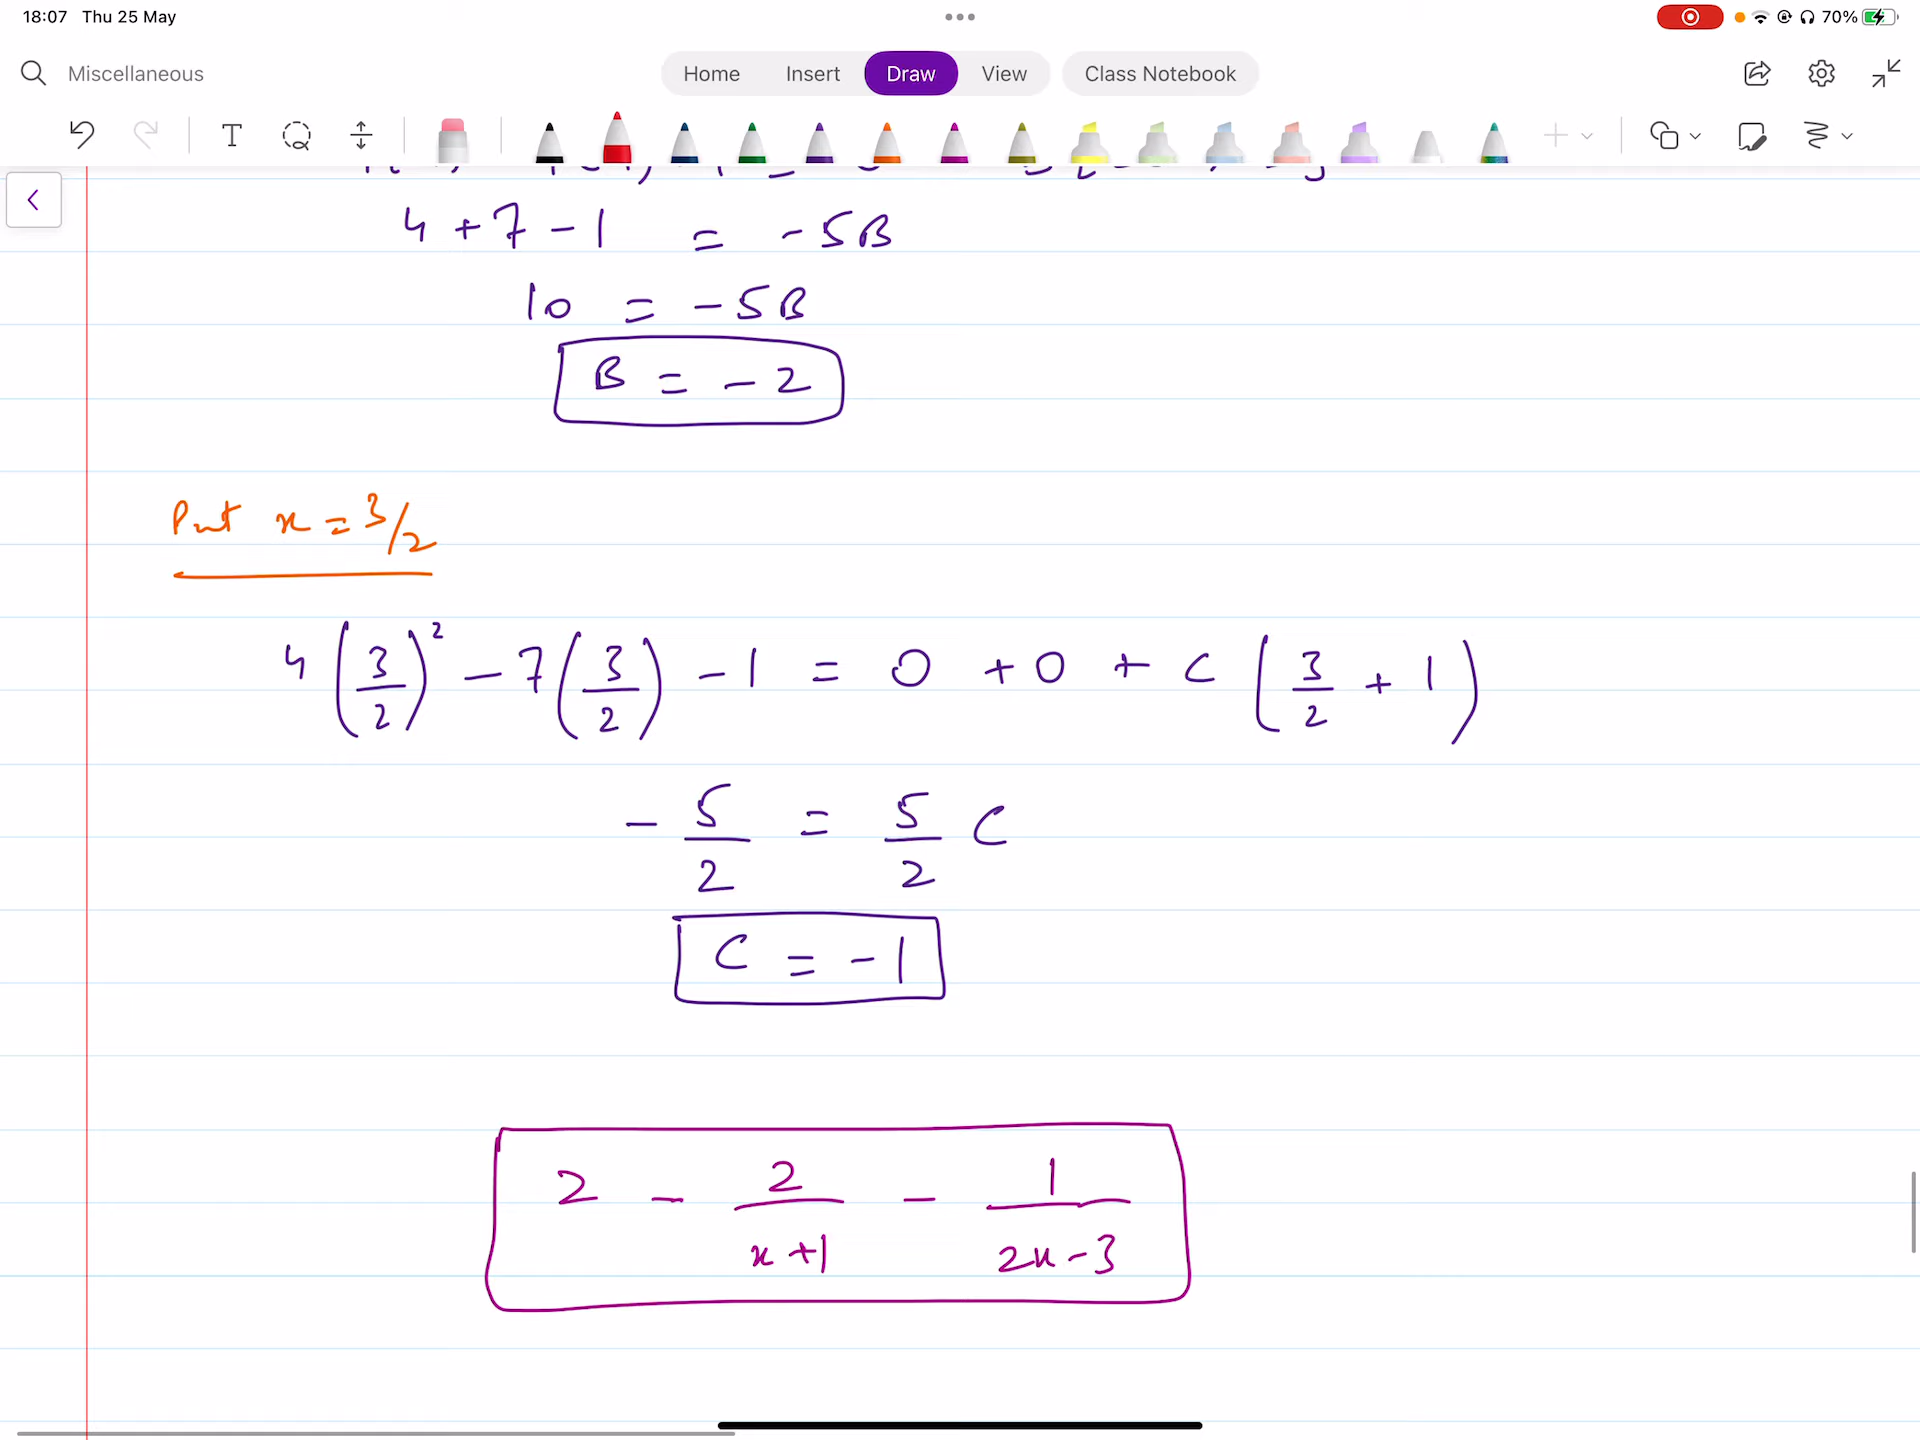 18:07 Thu 25 May 70%
Miscellaneous Home Insert Draw View Class Notebook
4 + 7 - 1 = - 5B
10 = - 5B
B = - 2
Put x = 3/2
4 (3/2)² - 7 (3/2) - 1 = 0 + 0 + C (3/2 + 1)
- 5/2 = 5/2 C
C = - 1
2 - 2/(x+1) - 1/(2x-3)